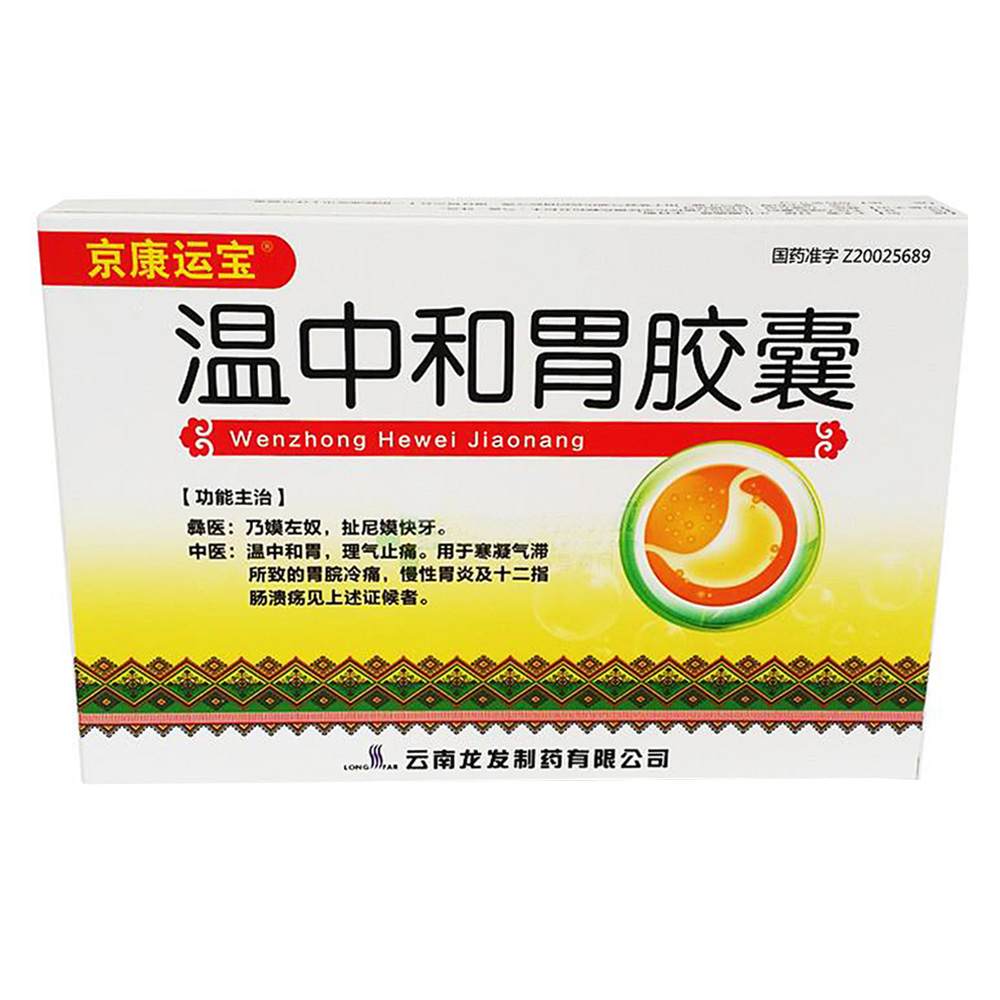 京康运宝®
国药准字 Z20025689
温中和胃胶囊
Wenzhong Hewei Jiaonang
【功能主治】
彝医：乃嫫左奴，扯尼嫫快牙。
中医：温中和胃，理气止痛。用于寒凝气滞
所致的胃脘冷痛，慢性胃炎及十二指
肠溃疡见上述证候者。
LONG FAR 云南龙发制药有限公司